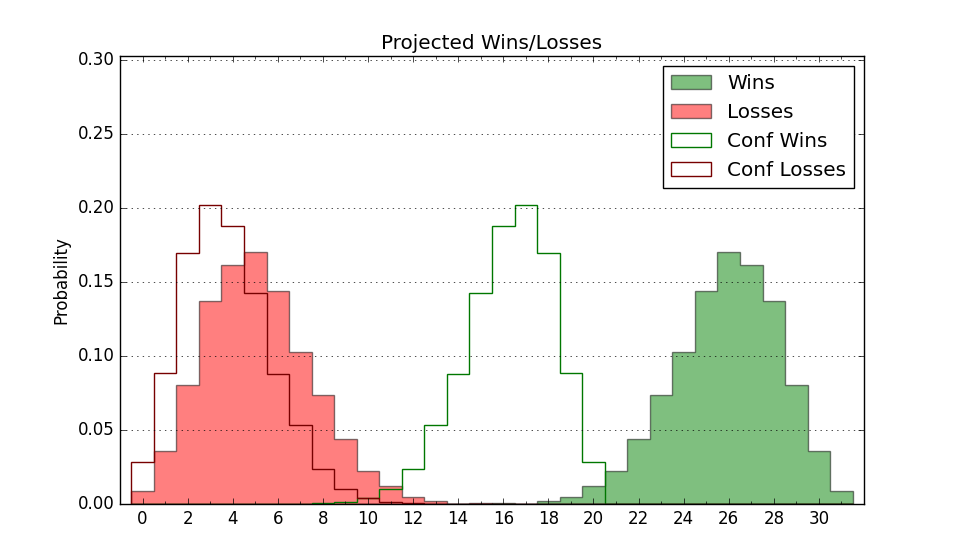 Projected Wins/Losses
0.30
0.25
0.20
0.15
0.10
0.05
0.00
Probability
Wins
Losses
Conf Wins
Conf Losses
0 2 4 6 8 10 12 14 16 18 20 22 24 26 28 30